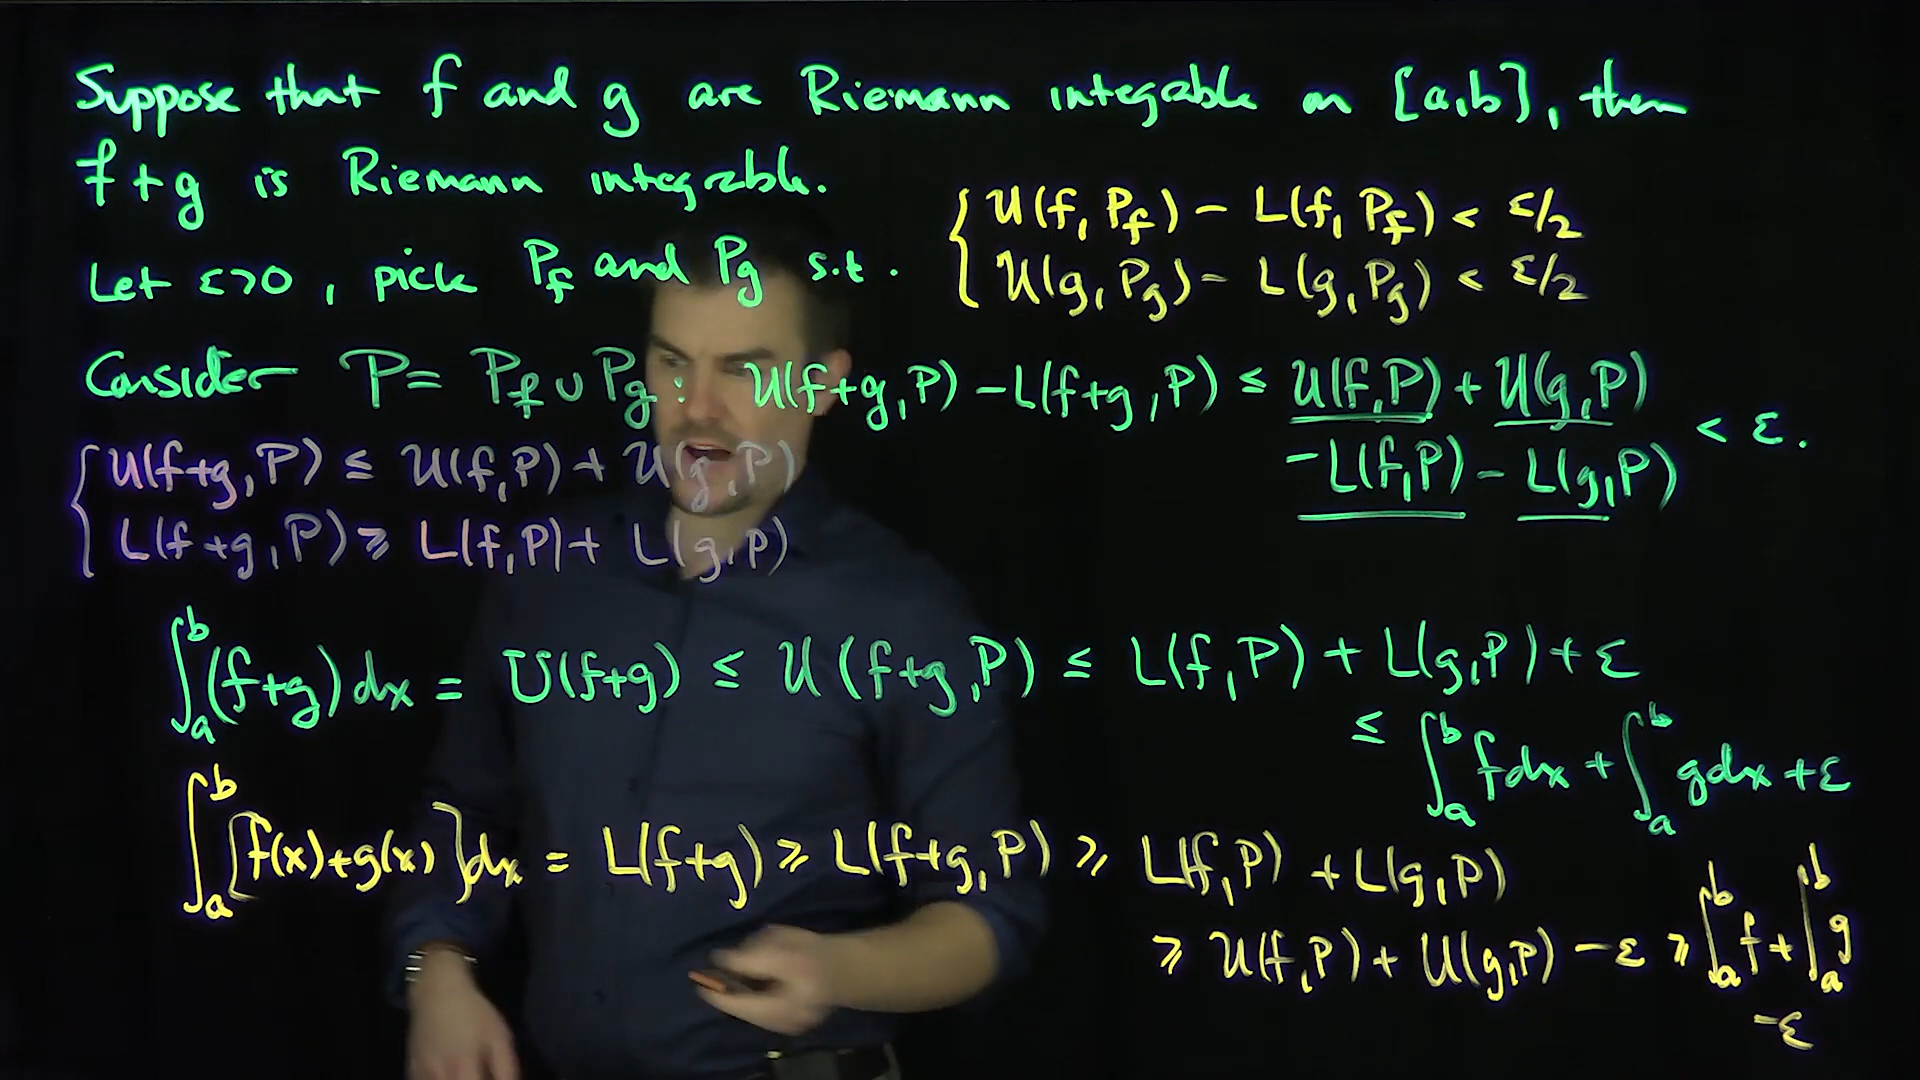 Suppose that f and g are Riemann integrable on [a,b], then
f+g is Riemann integrable.
Let ε>0, pick P_f and P_g s.t.
{ U(f, P_f) - L(f, P_f) < ε/2
U(g, P_g) - L(g, P_g) < ε/2
Consider P = P_f ∪ P_g : U(f+g, P) - L(f+g, P) ≤ U(f,P) + U(g,P)
-L(f,P) - L(g,P) < ε.
{ U(f+g, P) ≤ U(f,P) + U(g,P)
L(f+g, P) ≥ L(f,P) + L(g,P)
∫_a^b (f+g) dx = U(f+g) ≤ U(f+g,P) ≤ L(f,P) + L(g,P) + ε
≤ ∫_a^b f dx + ∫_a^b g dx + ε
∫_a^b [f(x)+g(x)] dx = L(f+g) ≥ L(f+g,P) ≥ L(f,P) + L(g,P)
≥ U(f,P) + U(g,P) - ε ≥ ∫_a^b f + ∫_a^b g
-ε